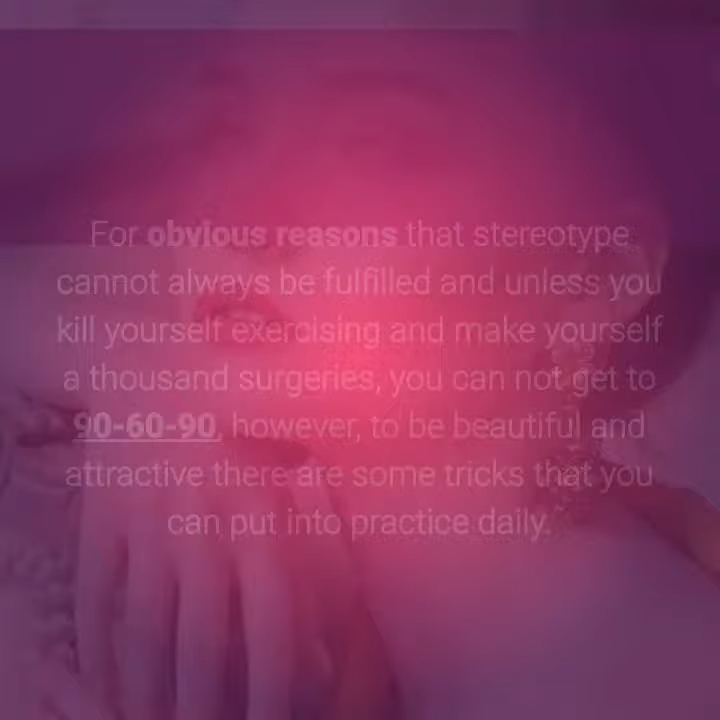 For obvious reasons that stereotype
cannot always be fulfilled and unless you
kill yourself exercising and make yourself
a thousand surgeries, you can not get to
90-60-90, however, to be beautiful and
attractive there are some tricks that you
can put into practice daily.